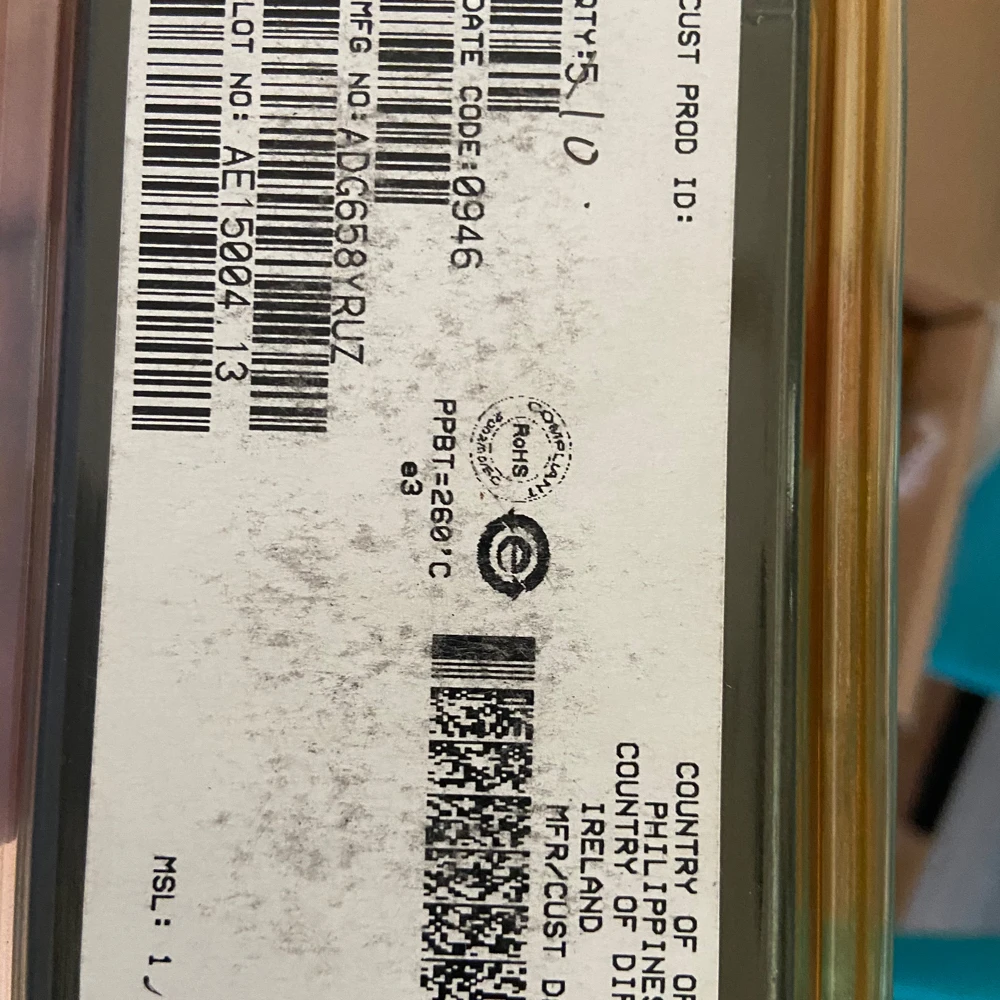 CUST PROD ID:
QTY:5 10
DATE CODE:0946
MFG NO:ADG658YRUZ
LOT NO: AE15004.13
COMPLIANT
RoHS
e
PPBT=260'C
e3
COUNTRY OF OR
PHILIPPINES
COUNTRY OF DIF
IRELAND
MFR/CUST D
MSL: 1